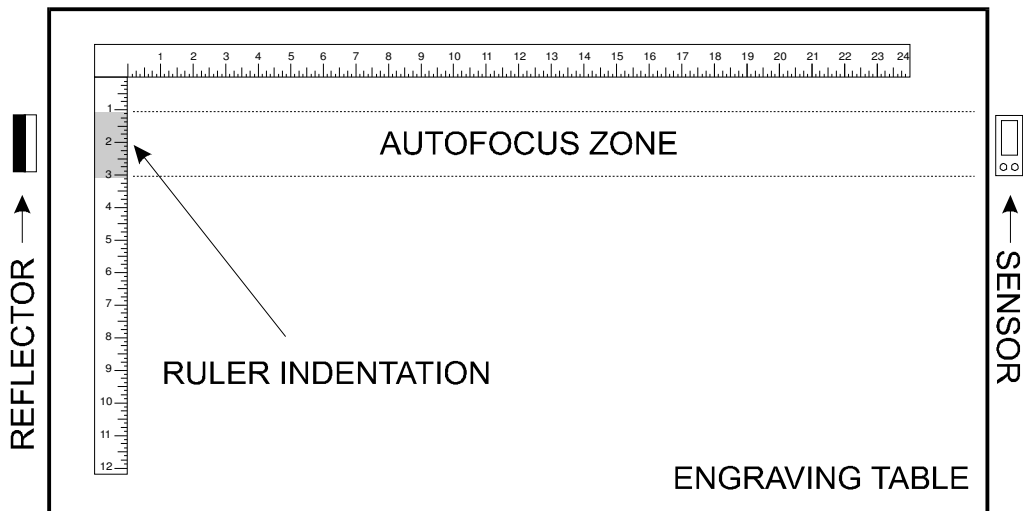 1 2 3 4 5 6 7 8 9 10 11 12 13 14 15 16 17 18 19 20 21 22 23 24
1
2
3
4
5
6
7
8
9
10
11
12
AUTOFOCUS ZONE
REFLECTOR
SENSOR
RULER INDENTATION
ENGRAVING TABLE